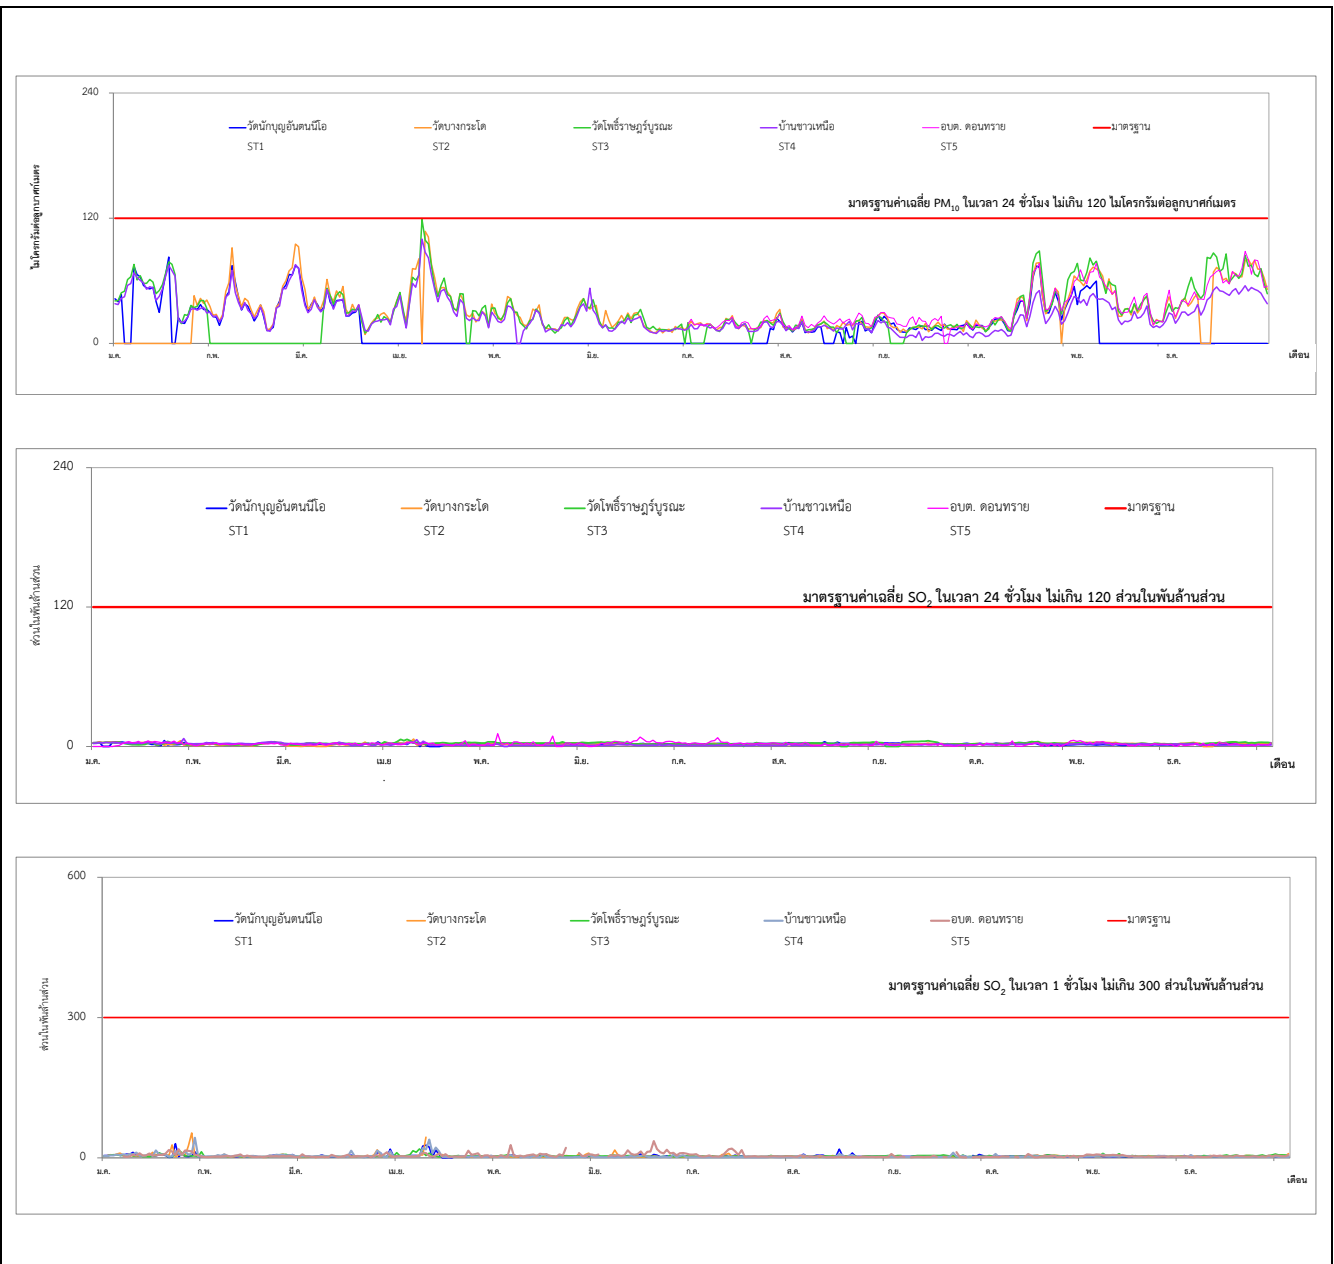 240
วัดนักบุญอันตนนีโอ วัดบางกระโด วัดโพธิ์ราษฎร์บูรณะ บ้านชาวเหนือ อบต. ดอนทราย มาตรฐาน
ST1 ST2 ST3 ST4 ST5
ไมโครกรัมต่อลูกบาศก์เมตร
มาตรฐานค่าเฉลี่ย PM10 ในเวลา 24 ชั่วโมง ไม่เกิน 120 ไมโครกรัมต่อลูกบาศก์เมตร
120
0
ม.ค. ก.พ. มี.ค. เม.ย. พ.ค. มิ.ย. ก.ค. ส.ค. ก.ย. ต.ค. พ.ย. ธ.ค. เดือน
240
วัดนักบุญอันตนนีโอ วัดบางกระโด วัดโพธิ์ราษฎร์บูรณะ บ้านชาวเหนือ อบต. ดอนทราย มาตรฐาน
ST1 ST2 ST3 ST4 ST5
ส่วนในพันล้านส่วน
มาตรฐานค่าเฉลี่ย SO2 ในเวลา 24 ชั่วโมง ไม่เกิน 120 ส่วนในพันล้านส่วน
120
0
ม.ค. ก.พ. มี.ค. เม.ย. พ.ค. มิ.ย. ก.ค. ส.ค. ก.ย. ต.ค. พ.ย. ธ.ค. เดือน
600
วัดนักบุญอันตนนีโอ วัดบางกระโด วัดโพธิ์ราษฎร์บูรณะ บ้านชาวเหนือ อบต. ดอนทราย มาตรฐาน
ST1 ST2 ST3 ST4 ST5
ส่วนในพันล้านส่วน
มาตรฐานค่าเฉลี่ย SO2 ในเวลา 1 ชั่วโมง ไม่เกิน 300 ส่วนในพันล้านส่วน
300
0
ม.ค. ก.พ. มี.ค. เม.ย. พ.ค. มิ.ย. ก.ค. ส.ค. ก.ย. ต.ค. พ.ย. ธ.ค. เดือน